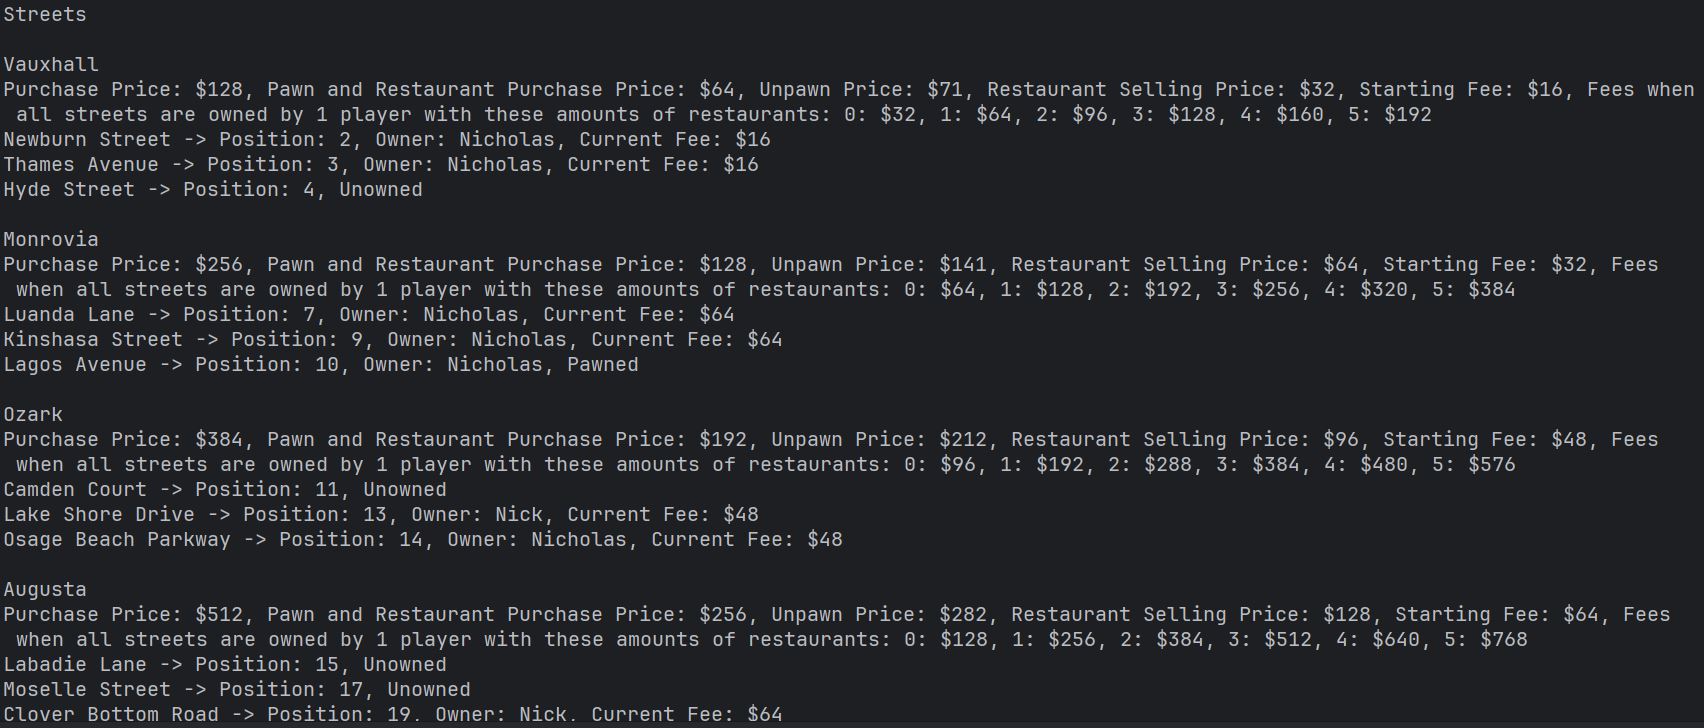 Streets
Vauxhall
Purchase Price: $128, Pawn and Restaurant Purchase Price: $64, Unpawn Price: $71, Restaurant Selling Price: $32, Starting Fee: $16, Fees when
all streets are owned by 1 player with these amounts of restaurants: 0: $32, 1: $64, 2: $96, 3: $128, 4: $160, 5: $192
Newburn Street -> Position: 2, Owner: Nicholas, Current Fee: $16
Thames Avenue -> Position: 3, Owner: Nicholas, Current Fee: $16
Hyde Street -> Position: 4, Unowned
Monrovia
Purchase Price: $256, Pawn and Restaurant Purchase Price: $128, Unpawn Price: $141, Restaurant Selling Price: $64, Starting Fee: $32, Fees
when all streets are owned by 1 player with these amounts of restaurants: 0: $64, 1: $128, 2: $192, 3: $256, 4: $320, 5: $384
Luanda Lane -> Position: 7, Owner: Nicholas, Current Fee: $64
Kinshasa Street -> Position: 9, Owner: Nicholas, Current Fee: $64
Lagos Avenue -> Position: 10, Owner: Nicholas, Pawned
Ozark
Purchase Price: $384, Pawn and Restaurant Purchase Price: $192, Unpawn Price: $212, Restaurant Selling Price: $96, Starting Fee: $48, Fees
when all streets are owned by 1 player with these amounts of restaurants: 0: $96, 1: $192, 2: $288, 3: $384, 4: $480, 5: $576
Camden Court -> Position: 11, Unowned
Lake Shore Drive -> Position: 13, Owner: Nick, Current Fee: $48
Osage Beach Parkway -> Position: 14, Owner: Nicholas, Current Fee: $48
Augusta
Purchase Price: $512, Pawn and Restaurant Purchase Price: $256, Unpawn Price: $282, Restaurant Selling Price: $128, Starting Fee: $64, Fees
when all streets are owned by 1 player with these amounts of restaurants: 0: $128, 1: $256, 2: $384, 3: $512, 4: $640, 5: $768
Labadie Lane -> Position: 15, Unowned
Moselle Street -> Position: 17, Unowned
Clover Bottom Road -> Position: 19, Owner: Nick, Current Fee: $64